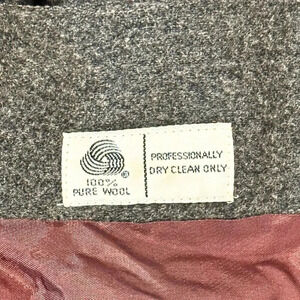 100%
PURE WOOL
®
PROFESSIONALLY
DRY CLEAN ONLY